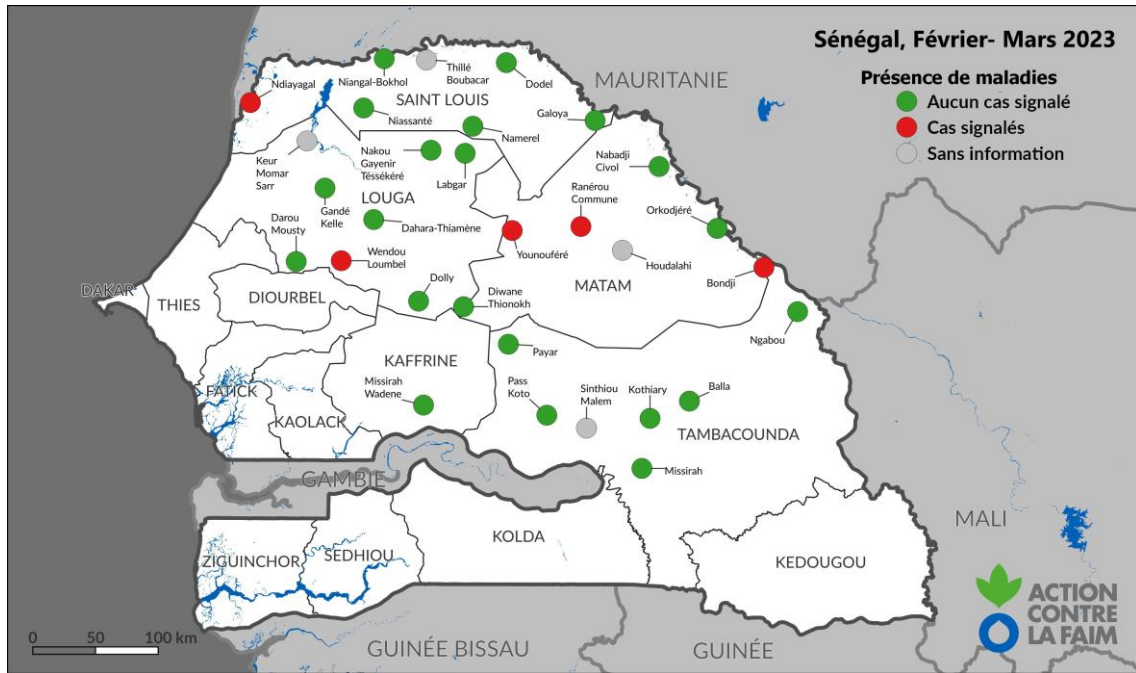 Sénégal, Février- Mars 2023
Présence de maladies
Aucun cas signalé
Cas signalés
Sans information
MAURITANIE
Ndiayagal
Niangal-Bokhol
Thillé
Boubacar
Dodel
SAINT LOUIS
Niassanté
Namerel
Galoya
Keur
Momar
Sarr
Nakou
Gayenir
Téssékéré
Labgar
Nabadji
Civol
LOUGA
Gandé
Kelle
Ranérou
Commune
Orkodjéré
Darou
Mousty
Dahara-Thiamène
Younouféré
Houdalahi
Wendou
Loumbel
Bondji
MATAM
Dolly
Diwane
Thionokh
DAKAR
THIES
DIOURBEL
Ngabou
Payar
KAFFRINE
Missirah
Wadene
Pass
Koto
Sinthiou
Malem
Kothiary
Balla
FATICK
KAOLACK
TAMBACOUNDA
Missirah
GAMBIE
MALI
KOLDA
ZIGUINCHOR
SEDHIOU
KEDOUGOU
GUINÉE BISSAU
GUINÉE
0 50 100 km
ACTION
CONTRE
LA FAIM